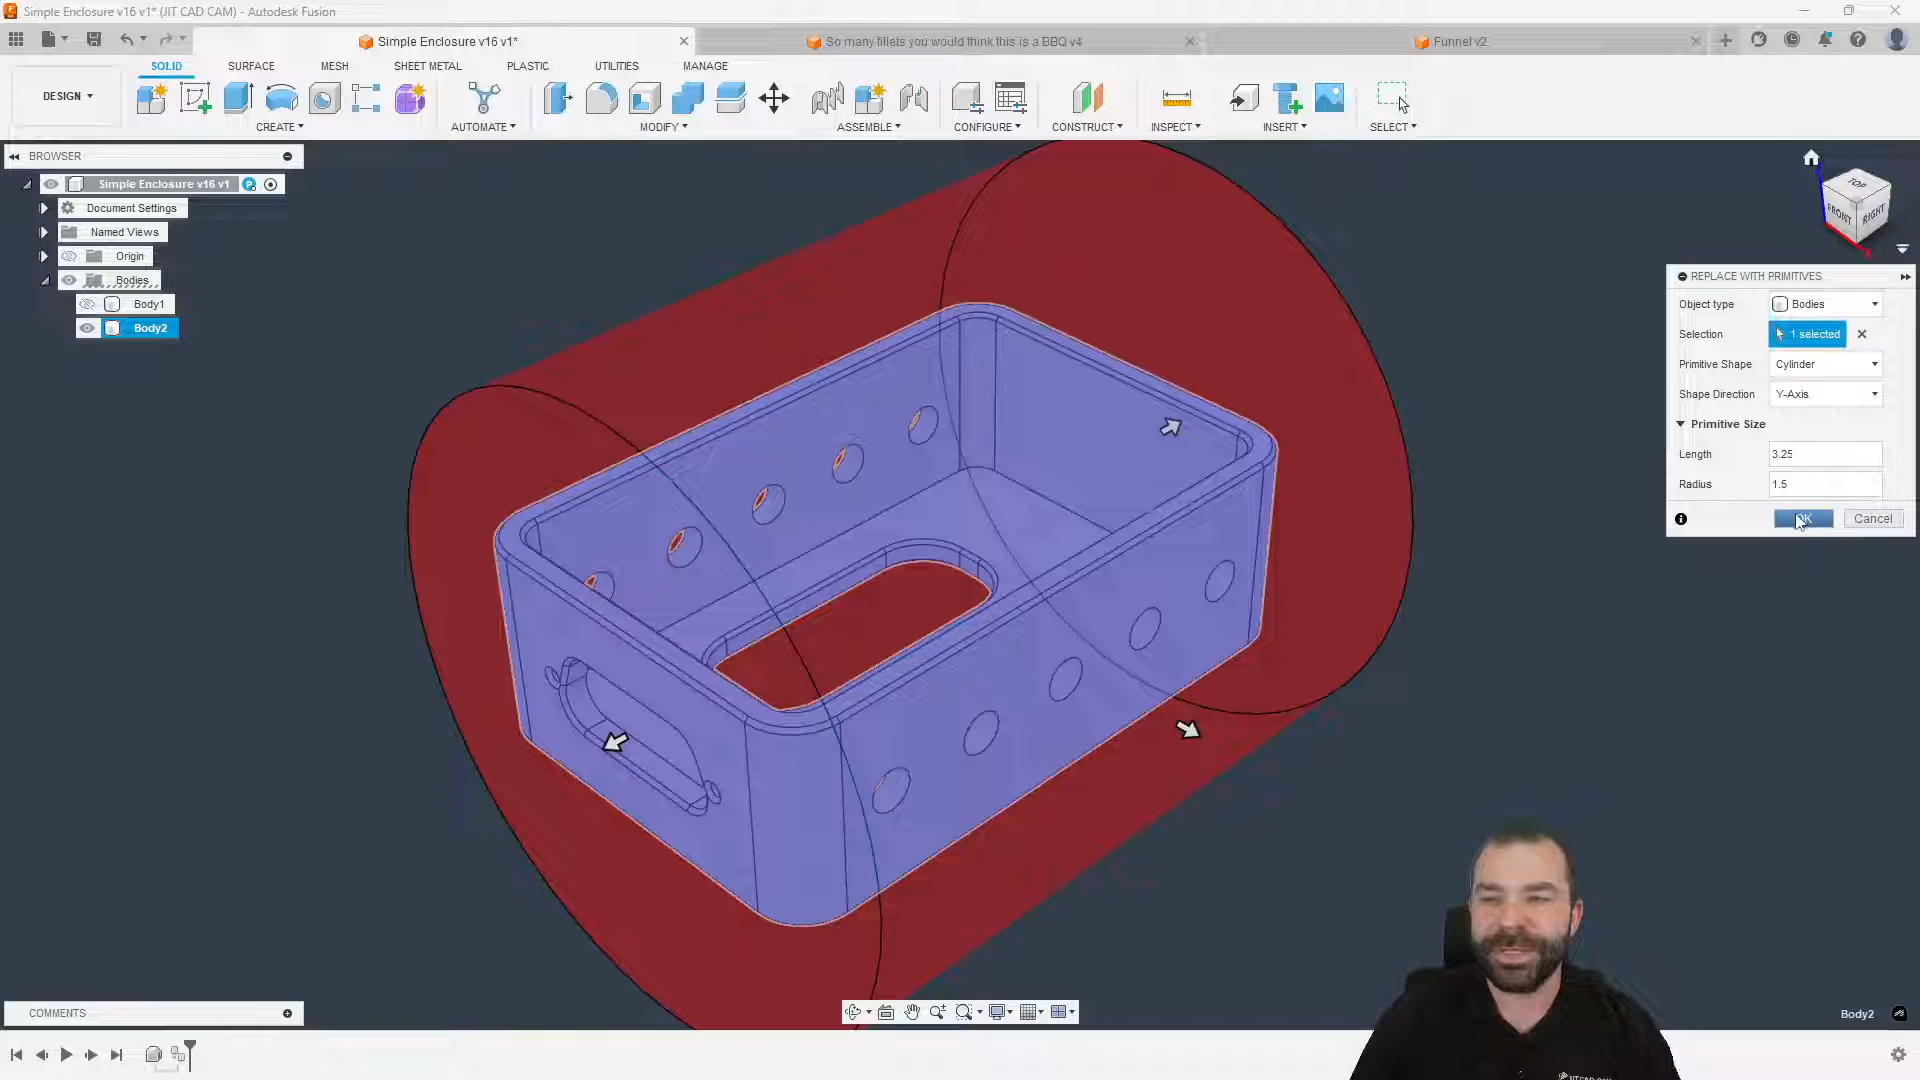 Simple Enclosure v16 v1* (JIT CAD CAM) - Autodesk Fusion
Simple Enclosure v16 v1*
So many fillets you would think this is a BBQ v4
Funnel v2
SOLID
SURFACE
MESH
SHEET METAL
PLASTIC
UTILITIES
MANAGE
DESIGN
CREATE
AUTOMATE
MODIFY
ASSEMBLE
CONFIGURE
CONSTRUCT
INSPECT
INSERT
SELECT
BROWSER
Simple Enclosure v16 v1
Document Settings
Named Views
Origin
Bodies
Body1
Body2
TOP
FRONT
RIGHT
X
REPLACE WITH PRIMITIVES
Object type Bodies
Selection 1 selected
Primitive Shape Cylinder
Shape Direction Y-Axis
Primitive Size
Length 3.25
Radius 1.5
OK Cancel
COMMENTS
Body2